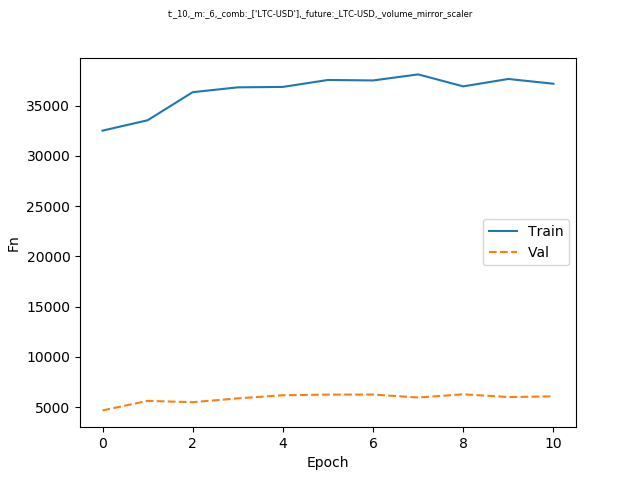 t:_10,_m:_6,_comb:_['LTC-USD'],_future:_LTC-USD,_volume_mirror_scaler
35000
30000
25000
20000
15000
10000
5000
Fn
Train
Val
0 2 4 6 8 10
Epoch